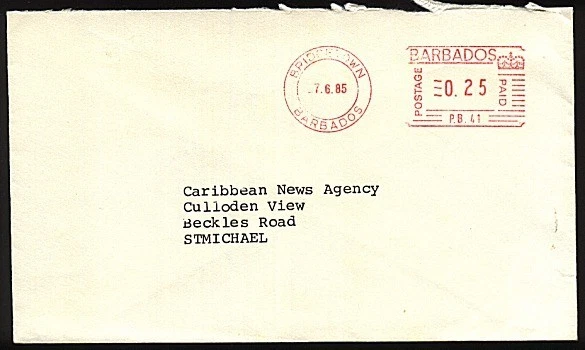 BRIDGETOWN
7.6.85
BARBADOS
BARBADOS
POSTAGE
0.25
PAID
P.B. 41
Caribbean News Agency
Culloden View
Beckles Road
STMICHAEL